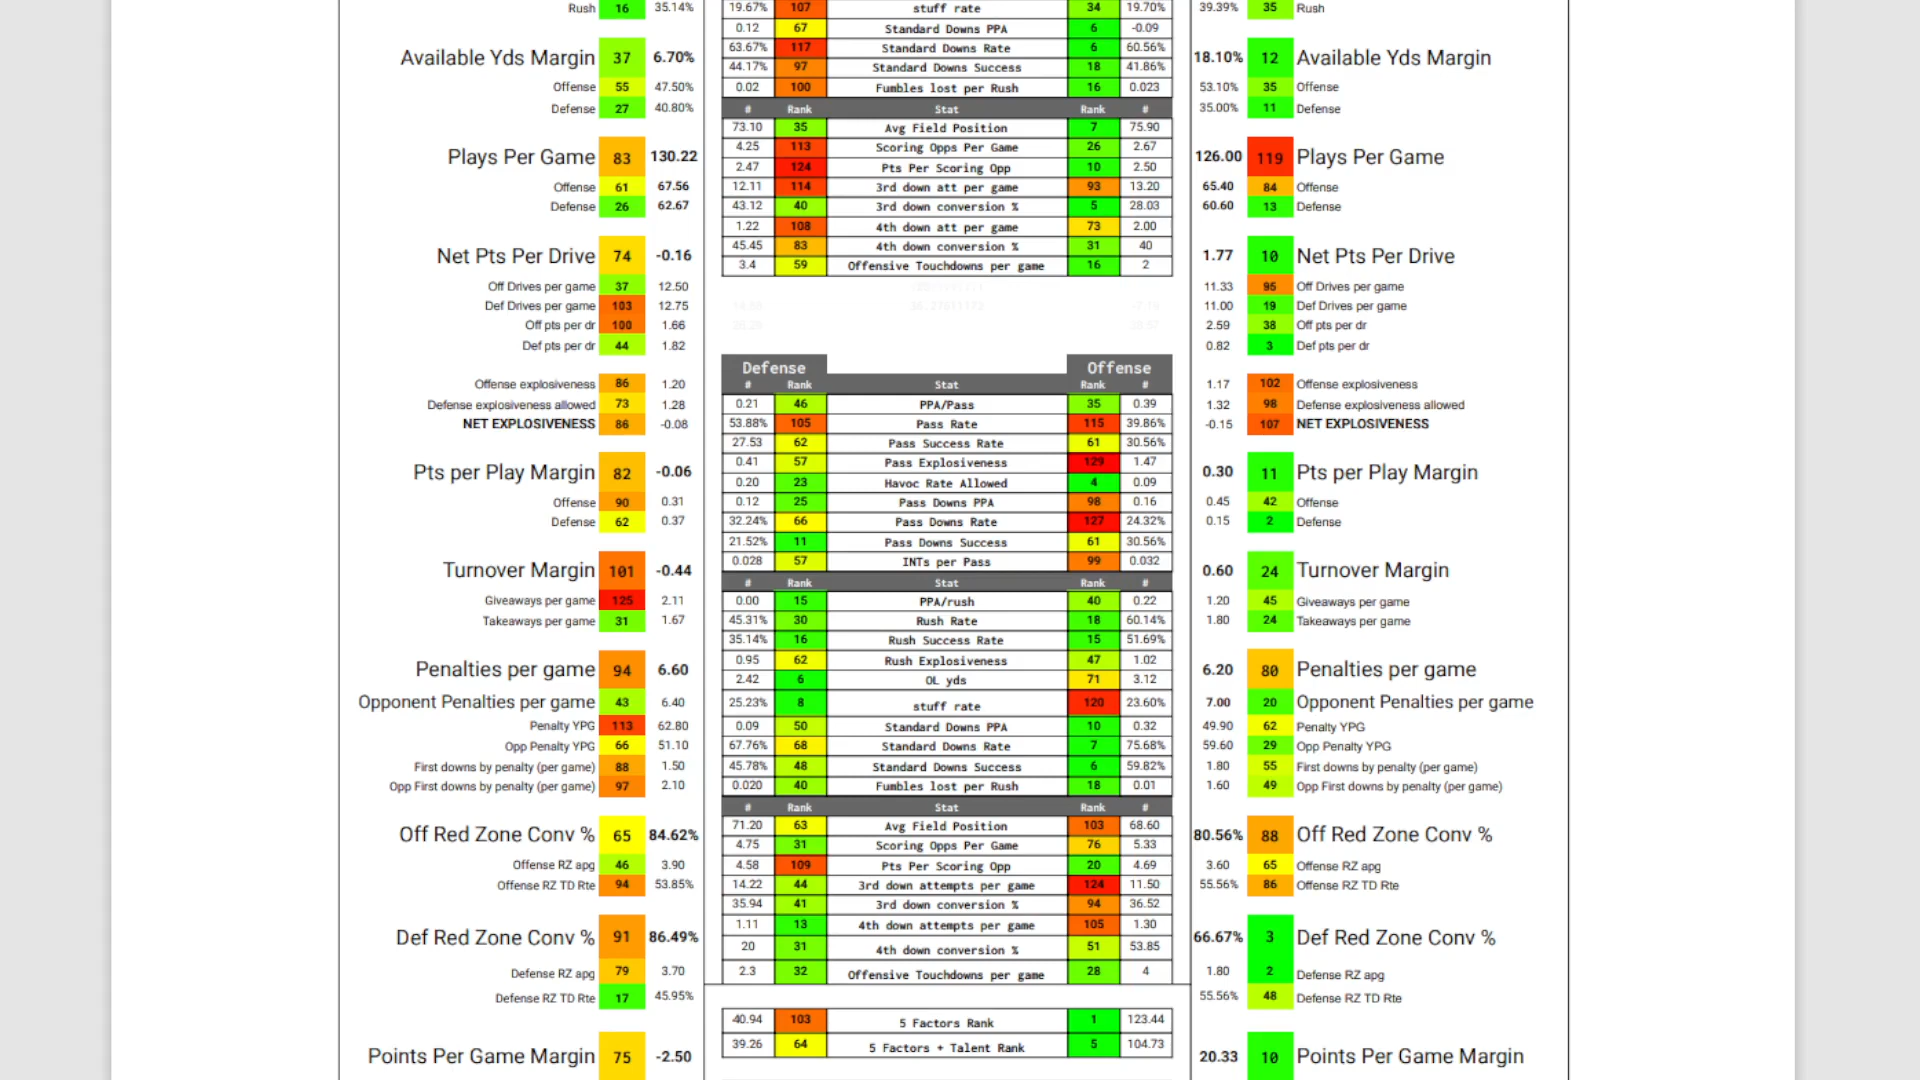 Rush 16 35.14% 19.67% 107 stuff rate 34 19.70% 39.39% 35 Rush
0.12 67 Standard Downs PPA 6 -0.09
63.67% 117 Standard Downs Rate 6 60.56%
Available Yds Margin 37 6.70% 18.10% 12 Available Yds Margin
44.17% 97 Standard Downs Success 18 41.86%
Offense 55 47.50% 0.02 100 Fumbles lost per Rush 16 0.023 53.10% 35 Offense
Defense 27 40.80% # Rank Stat Rank # 35.00% 11 Defense
73.10 35 Avg Field Position 7 75.90
4.25 113 Scoring Opps Per Game 26 2.67
Plays Per Game 83 130.22 126.00 119 Plays Per Game
2.47 124 Pts Per Scoring Opp 10 2.50
Offense 61 67.56 12.11 114 3rd down att per game 93 13.20 65.40 84 Offense
Defense 26 62.67 43.12 40 3rd down conversion % 5 28.03 60.60 13 Defense
1.22 108 4th down att per game 73 2.00
45.45 83 4th down conversion % 31 40
Net Pts Per Drive 74 -0.16 1.77 10 Net Pts Per Drive
3.4 59 Offensive Touchdowns per game 16 2
Off Drives per game 37 12.50 11.33 95 Off Drives per game
Def Drives per game 103 12.75 11.00 19 Def Drives per game
Off pts per dr 100 1.66 2.59 38 Off pts per dr
Def pts per dr 44 1.82 0.82 3 Def pts per dr
Defense Offense
Offense explosiveness 86 1.20 # Rank Stat Rank # 1.17 102 Offense explosiveness
Defense explosiveness allowed 73 1.28 0.21 46 PPA/Pass 35 0.39 1.32 98 Defense explosiveness allowed
NET EXPLOSIVENESS 86 -0.08 53.88% 105 Pass Rate 115 39.86% -0.15 107 NET EXPLOSIVENESS
27.53 62 Pass Success Rate 61 30.56%
0.41 57 Pass Explosiveness 129 1.47
Pts per Play Margin 82 -0.06 0.30 11 Pts per Play Margin
0.20 23 Havoc Rate Allowed 4 0.09
Offense 90 0.31 0.12 25 Pass Downs PPA 98 0.16 0.45 42 Offense
Defense 62 0.37 32.24% 66 Pass Downs Rate 127 24.32% 0.15 2 Defense
21.52% 11 Pass Downs Success 61 30.56%
0.028 57 INTs per Pass 99 0.032
Turnover Margin 101 -0.44 0.60 24 Turnover Margin
# Rank Stat Rank #
Giveaways per game 125 2.11 0.00 15 PPA/rush 40 0.22 1.20 45 Giveaways per game
Takeaways per game 31 1.67 45.31% 30 Rush Rate 18 60.14% 1.80 24 Takeaways per game
35.14% 16 Rush Success Rate 15 51.69%
0.95 62 Rush Explosiveness 47 1.02
Penalties per game 94 6.60 6.20 80 Penalties per game
2.42 6 OL yds 71 3.12
Opponent Penalties per game 43 6.40 25.23% 8 stuff rate 120 23.60% 7.00 20 Opponent Penalties per game
Penalty YPG 113 62.80 0.09 50 Standard Downs PPA 10 0.32 49.90 62 Penalty YPG
Opp Penalty YPG 66 51.10 67.76% 68 Standard Downs Rate 7 75.68% 59.60 29 Opp Penalty YPG
First downs by penalty (per game) 88 1.50 45.78% 48 Standard Downs Success 6 59.82% 1.80 55 First downs by penalty (per game)
Opp First downs by penalty (per game) 97 2.10 0.020 40 Fumbles lost per Rush 18 0.01 1.60 49 Opp First downs by penalty (per game)
# Rank Stat Rank #
71.20 63 Avg Field Position 103 68.60
Off Red Zone Conv % 65 84.62% 80.56% 88 Off Red Zone Conv %
4.75 31 Scoring Opps Per Game 76 5.33
Offense RZ apg 46 3.90 4.58 109 Pts Per Scoring Opp 20 4.69 3.60 65 Offense RZ apg
Offense RZ TD Rte 94 53.85% 14.22 44 3rd down attempts per game 124 11.50 55.56% 86 Offense RZ TD Rte
35.94 41 3rd down conversion % 94 36.52
1.11 13 4th down attempts per game 105 1.30
Def Red Zone Conv % 91 86.49% 66.67% 3 Def Red Zone Conv %
20 31 4th down conversion % 51 53.85
Defense RZ apg 79 3.70 2.3 32 Offensive Touchdowns per game 28 4 1.80 2 Defense RZ apg
Defense RZ TD Rte 17 45.95% 55.56% 48 Defense RZ TD Rte
40.94 103 5 Factors Rank 1 123.44
39.26 64 5 Factors + Talent Rank 5 104.73
Points Per Game Margin 75 -2.50 20.33 10 Points Per Game Margin